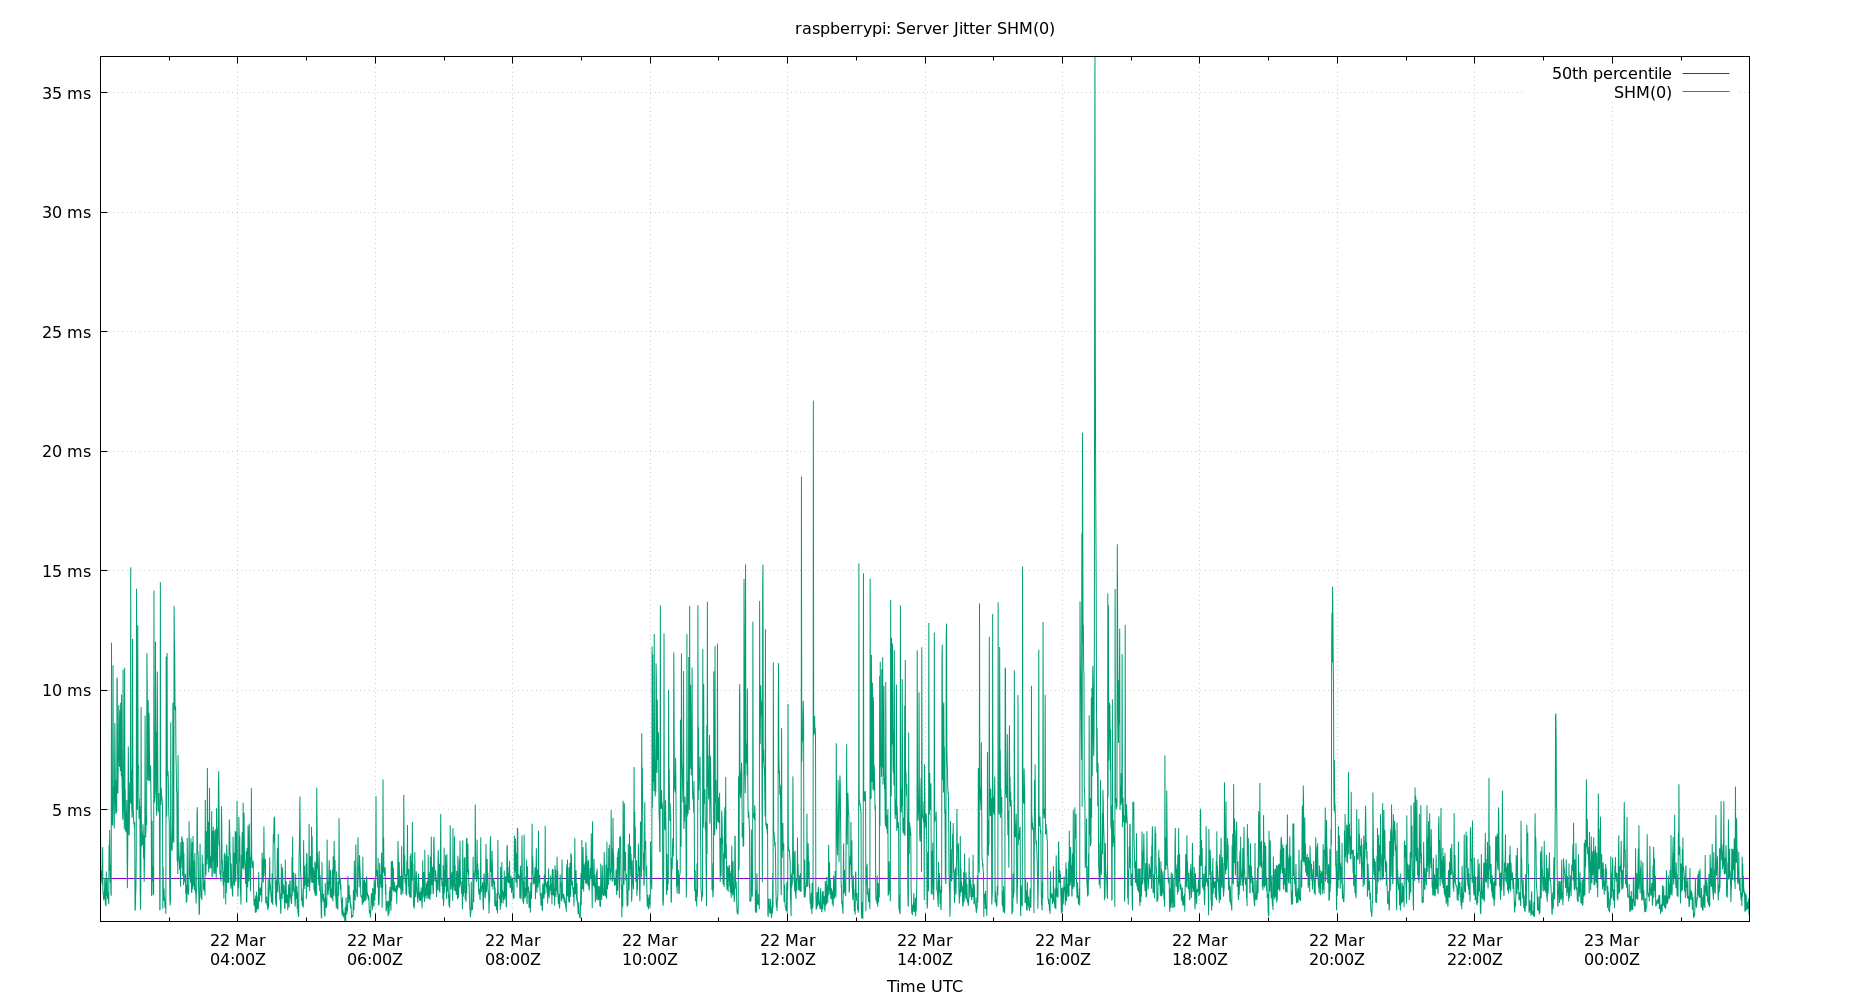 raspberrypi: Server Jitter SHM(0)
50th percentile
SHM(0)
35 ms
30 ms
25 ms
20 ms
15 ms
10 ms
5 ms
22 Mar 22 Mar 22 Mar 22 Mar 22 Mar 22 Mar 22 Mar 22 Mar 22 Mar 22 Mar 23 Mar
04:00Z 06:00Z 08:00Z 10:00Z 12:00Z 14:00Z 16:00Z 18:00Z 20:00Z 22:00Z 00:00Z
Time UTC